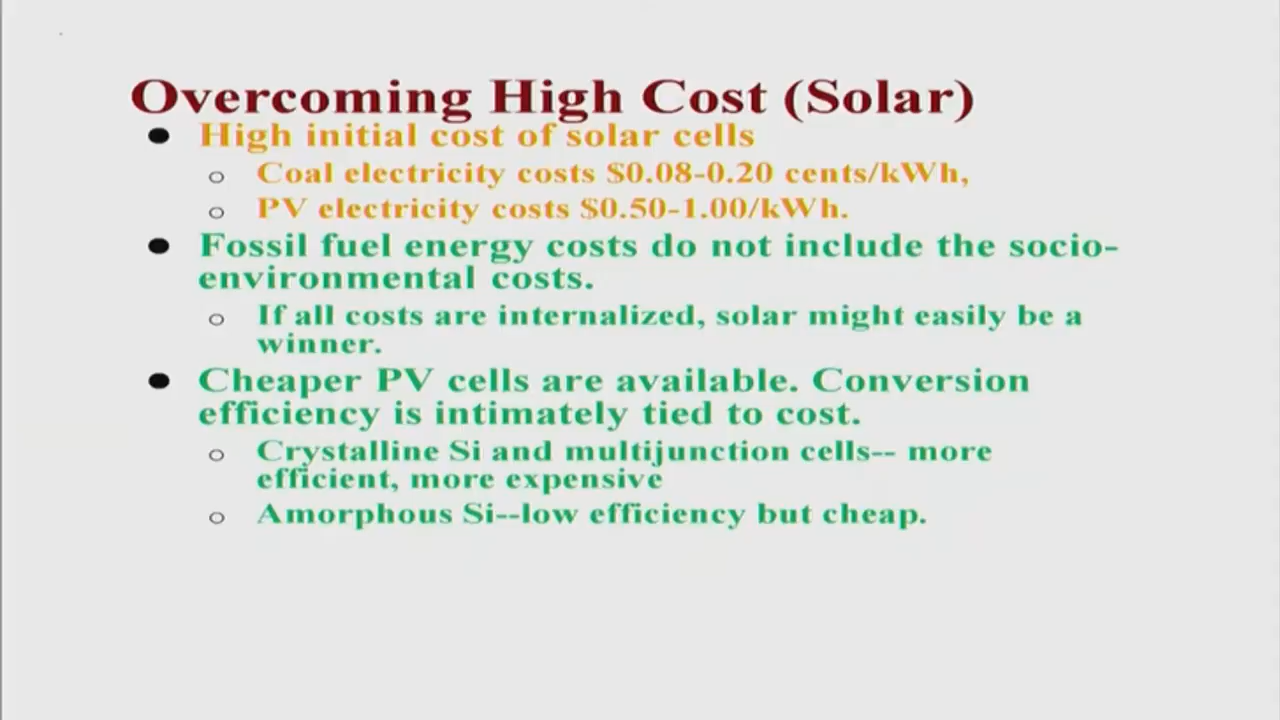 Overcoming High Cost (Solar)
● High initial cost of solar cells
o Coal electricity costs $0.08-0.20 cents/kWh,
o PV electricity costs $0.50-1.00/kWh.
● Fossil fuel energy costs do not include the socio-
environmental costs.
o If all costs are internalized, solar might easily be a
winner.
● Cheaper PV cells are available. Conversion
efficiency is intimately tied to cost.
o Crystalline Si and multijunction cells-- more
efficient, more expensive
o Amorphous Si--low efficiency but cheap.